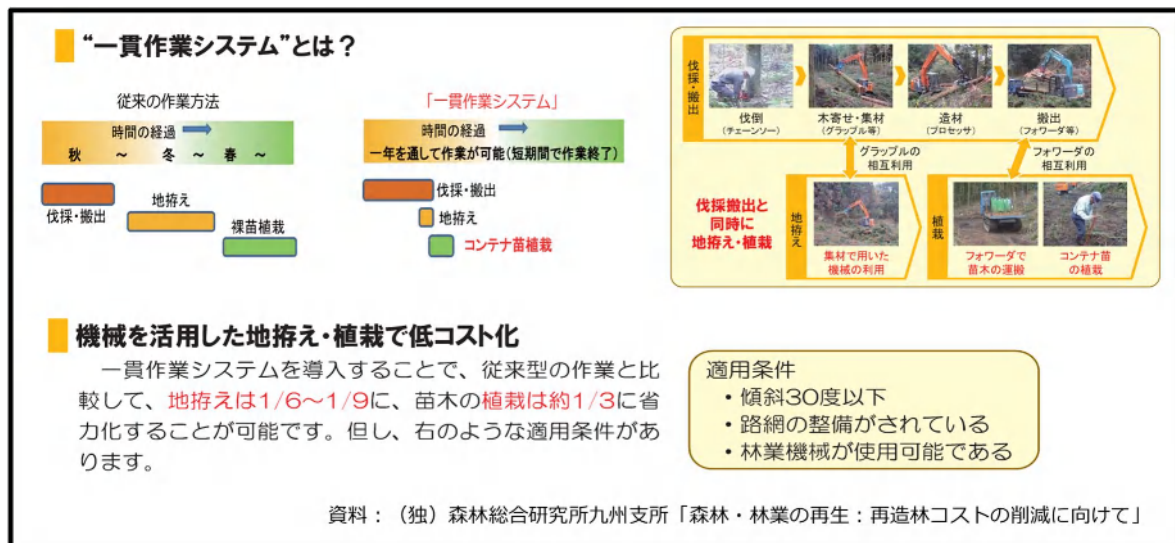 “一貫作業システム”とは？
従来の作業方法
時間の経過
秋 ～ 冬 ～ 春 ～
伐採・搬出
地拵え
裸苗植栽
「一貫作業システム」
時間の経過
一年を通して作業が可能（短期間で作業終了）
伐採・搬出
地拵え
コンテナ苗植栽
伐採・搬出
伐倒
（チェーンソー）
木寄せ・集材
（グラップル等）
造材
（プロセッサ）
搬出
（フォワーダ等）
グラップルの
相互利用
フォワーダの
相互利用
伐採搬出と
同時に
地拵え・植栽
地拵え
集材で用いた
機械の利用
植栽
フォワーダで
苗木の運搬
コンテナ苗
の植栽
機械を活用した地拵え・植栽で低コスト化
一貫作業システムを導入することで、従来型の作業と比
較して、地拵えは1/6～1/9に、苗木の植栽は約1/3に省
力化することが可能です。但し、右のような適用条件があ
ります。
適用条件
・傾斜30度以下
・路網の整備がされている
・林業機械が使用可能である
資料：（独）森林総合研究所九州支所「森林・林業の再生：再造林コストの削減に向けて」